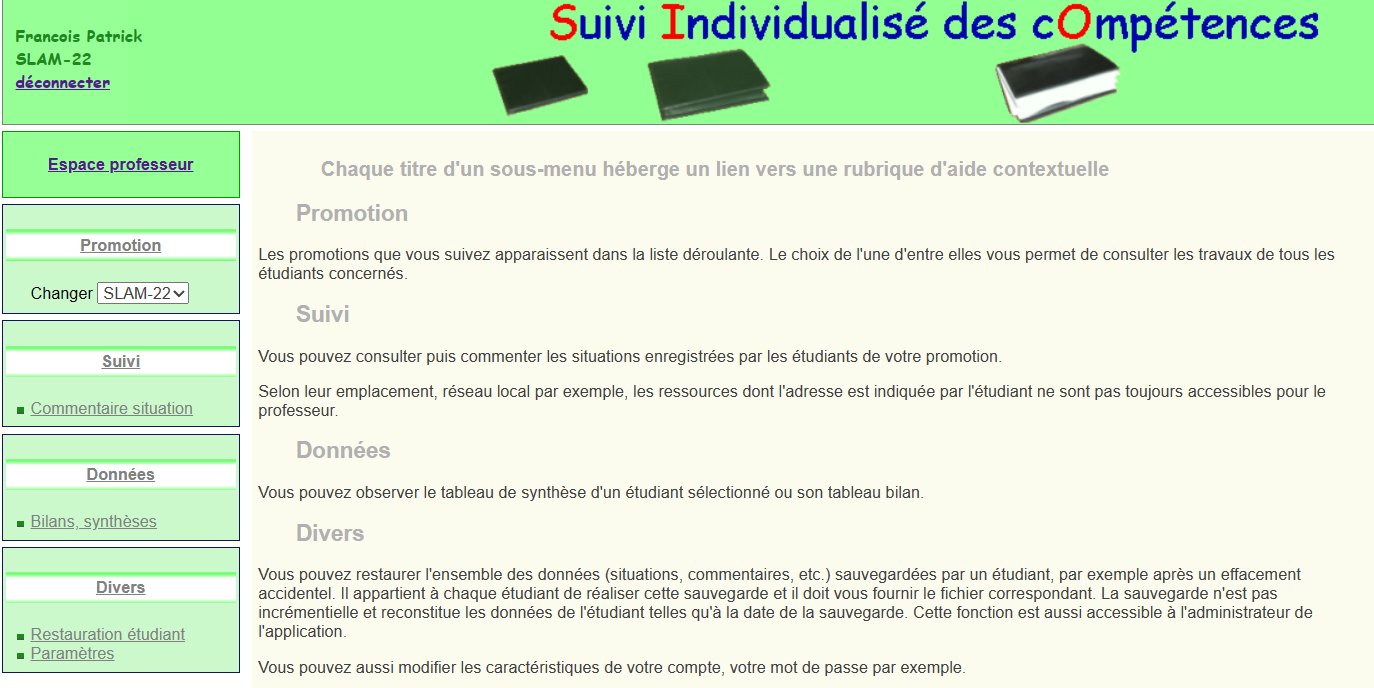 Francois Patrick
SLAM-22
déconnecter
Suivi Individualisé des cOmpétences
Espace professeur
Promotion
Changer SLAM-22
Suivi
Commentaire situation
Données
Bilans, synthèses
Divers
Restauration étudiant
Paramètres
Chaque titre d'un sous-menu héberge un lien vers une rubrique d'aide contextuelle
Promotion
Les promotions que vous suivez apparaissent dans la liste déroulante. Le choix de l'une d'entre elles vous permet de consulter les travaux de tous les
étudiants concernés.
Suivi
Vous pouvez consulter puis commenter les situations enregistrées par les étudiants de votre promotion.
Selon leur emplacement, réseau local par exemple, les ressources dont l'adresse est indiquée par l'étudiant ne sont pas toujours accessibles pour le
professeur.
Données
Vous pouvez observer le tableau de synthèse d'un étudiant sélectionné ou son tableau bilan.
Divers
Vous pouvez restaurer l'ensemble des données (situations, commentaires, etc.) sauvegardées par un étudiant, par exemple après un effacement
accidentel. Il appartient à chaque étudiant de réaliser cette sauvegarde et il doit vous fournir le fichier correspondant. La sauvegarde n'est pas
incrémentielle et reconstitue les données de l'étudiant telles qu'à la date de la sauvegarde. Cette fonction est aussi accessible à l'administrateur de
l'application.
Vous pouvez aussi modifier les caractéristiques de votre compte, votre mot de passe par exemple.